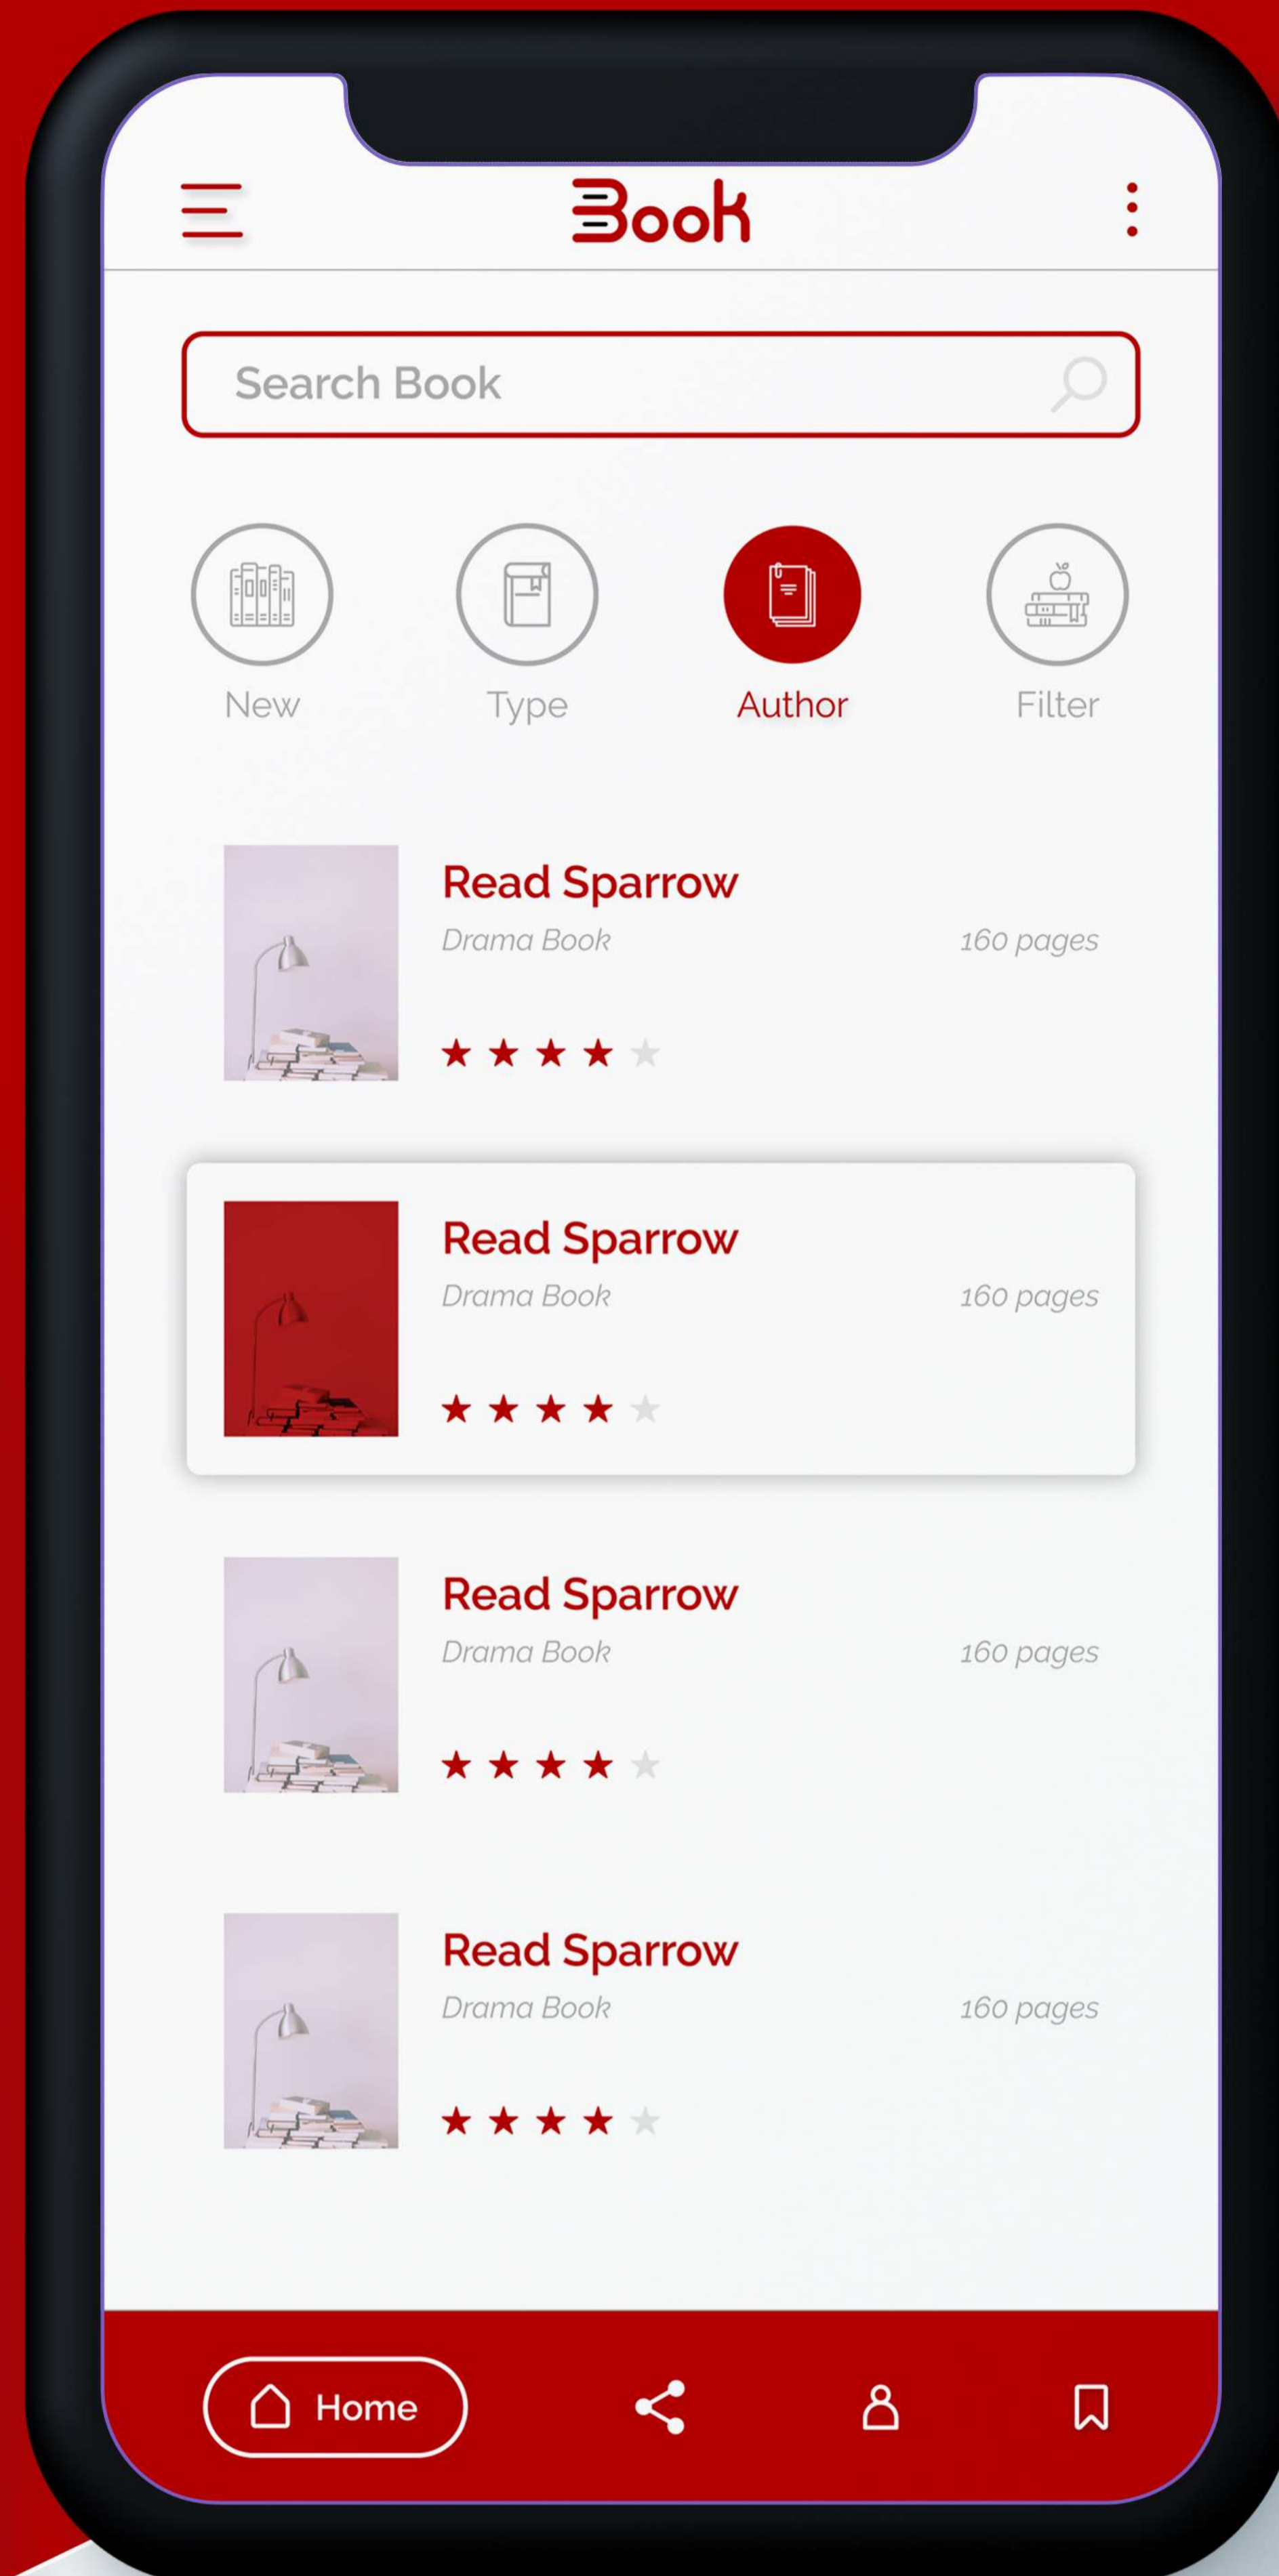 Book
Search Book
New
Type
Author
Filter
Read Sparrow
Drama Book
160 pages
Read Sparrow
Drama Book
160 pages
Read Sparrow
Drama Book
160 pages
Read Sparrow
Drama Book
160 pages
Home